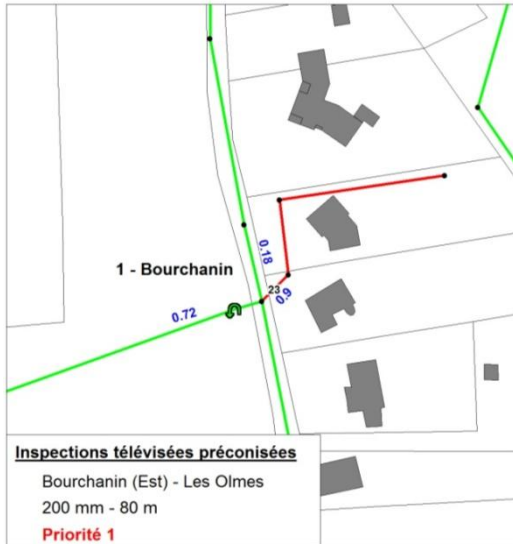 0.18
1 - Bourchanin
23
0.9
0.72
Inspections télévisées préconisées
Bourchanin (Est) - Les Olmes
200 mm - 80 m
Priorité 1